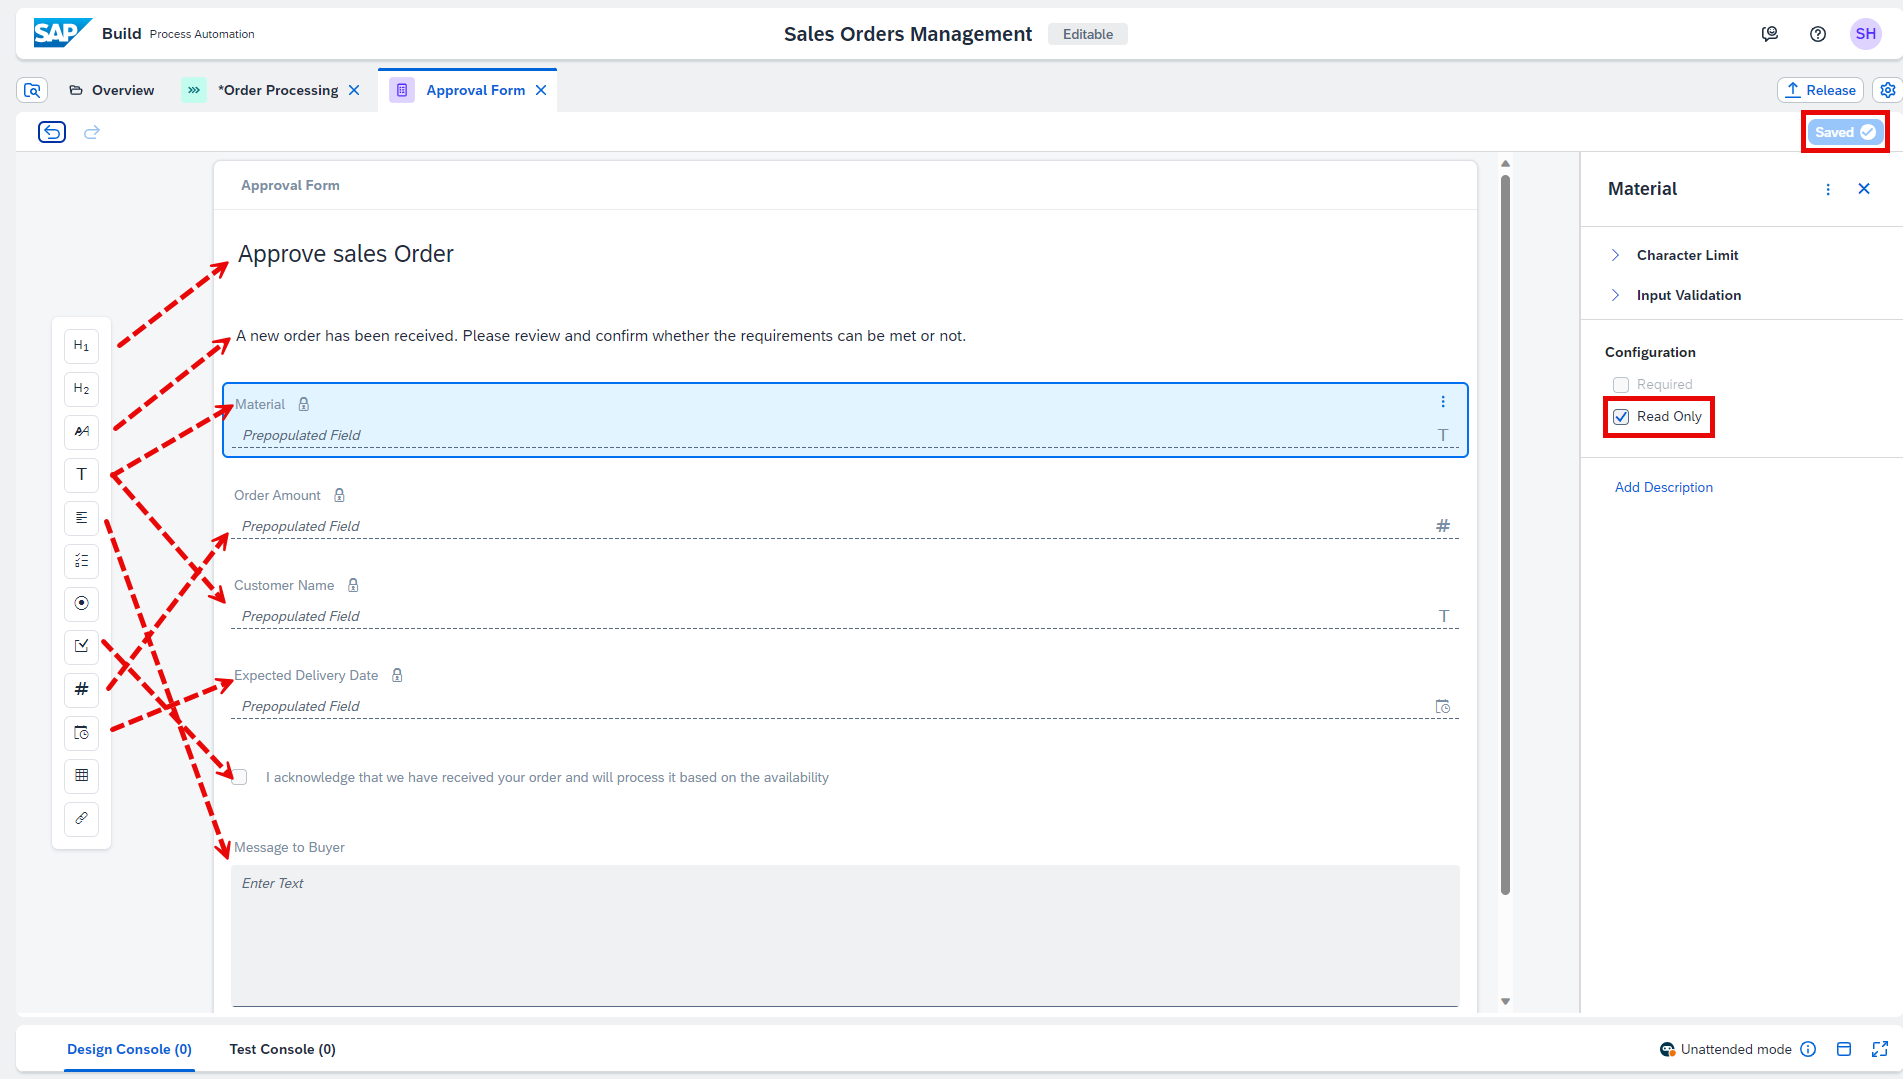 SAP Build Process Automation
Sales Orders Management Editable
SH
Overview
*Order Processing
Approval Form
Release
Saved
Approval Form
Approve sales Order
A new order has been received. Please review and confirm whether the requirements can be met or not.
H1
H2
AA
T
#
Material
Prepopulated Field
T
Order Amount
Prepopulated Field
#
Customer Name
Prepopulated Field
T
Expected Delivery Date
Prepopulated Field
I acknowledge that we have received your order and will process it based on the availability
Message to Buyer
Enter Text
Material
Character Limit
Input Validation
Configuration
Required
Read Only
Add Description
Design Console (0) Test Console (0)
Unattended mode